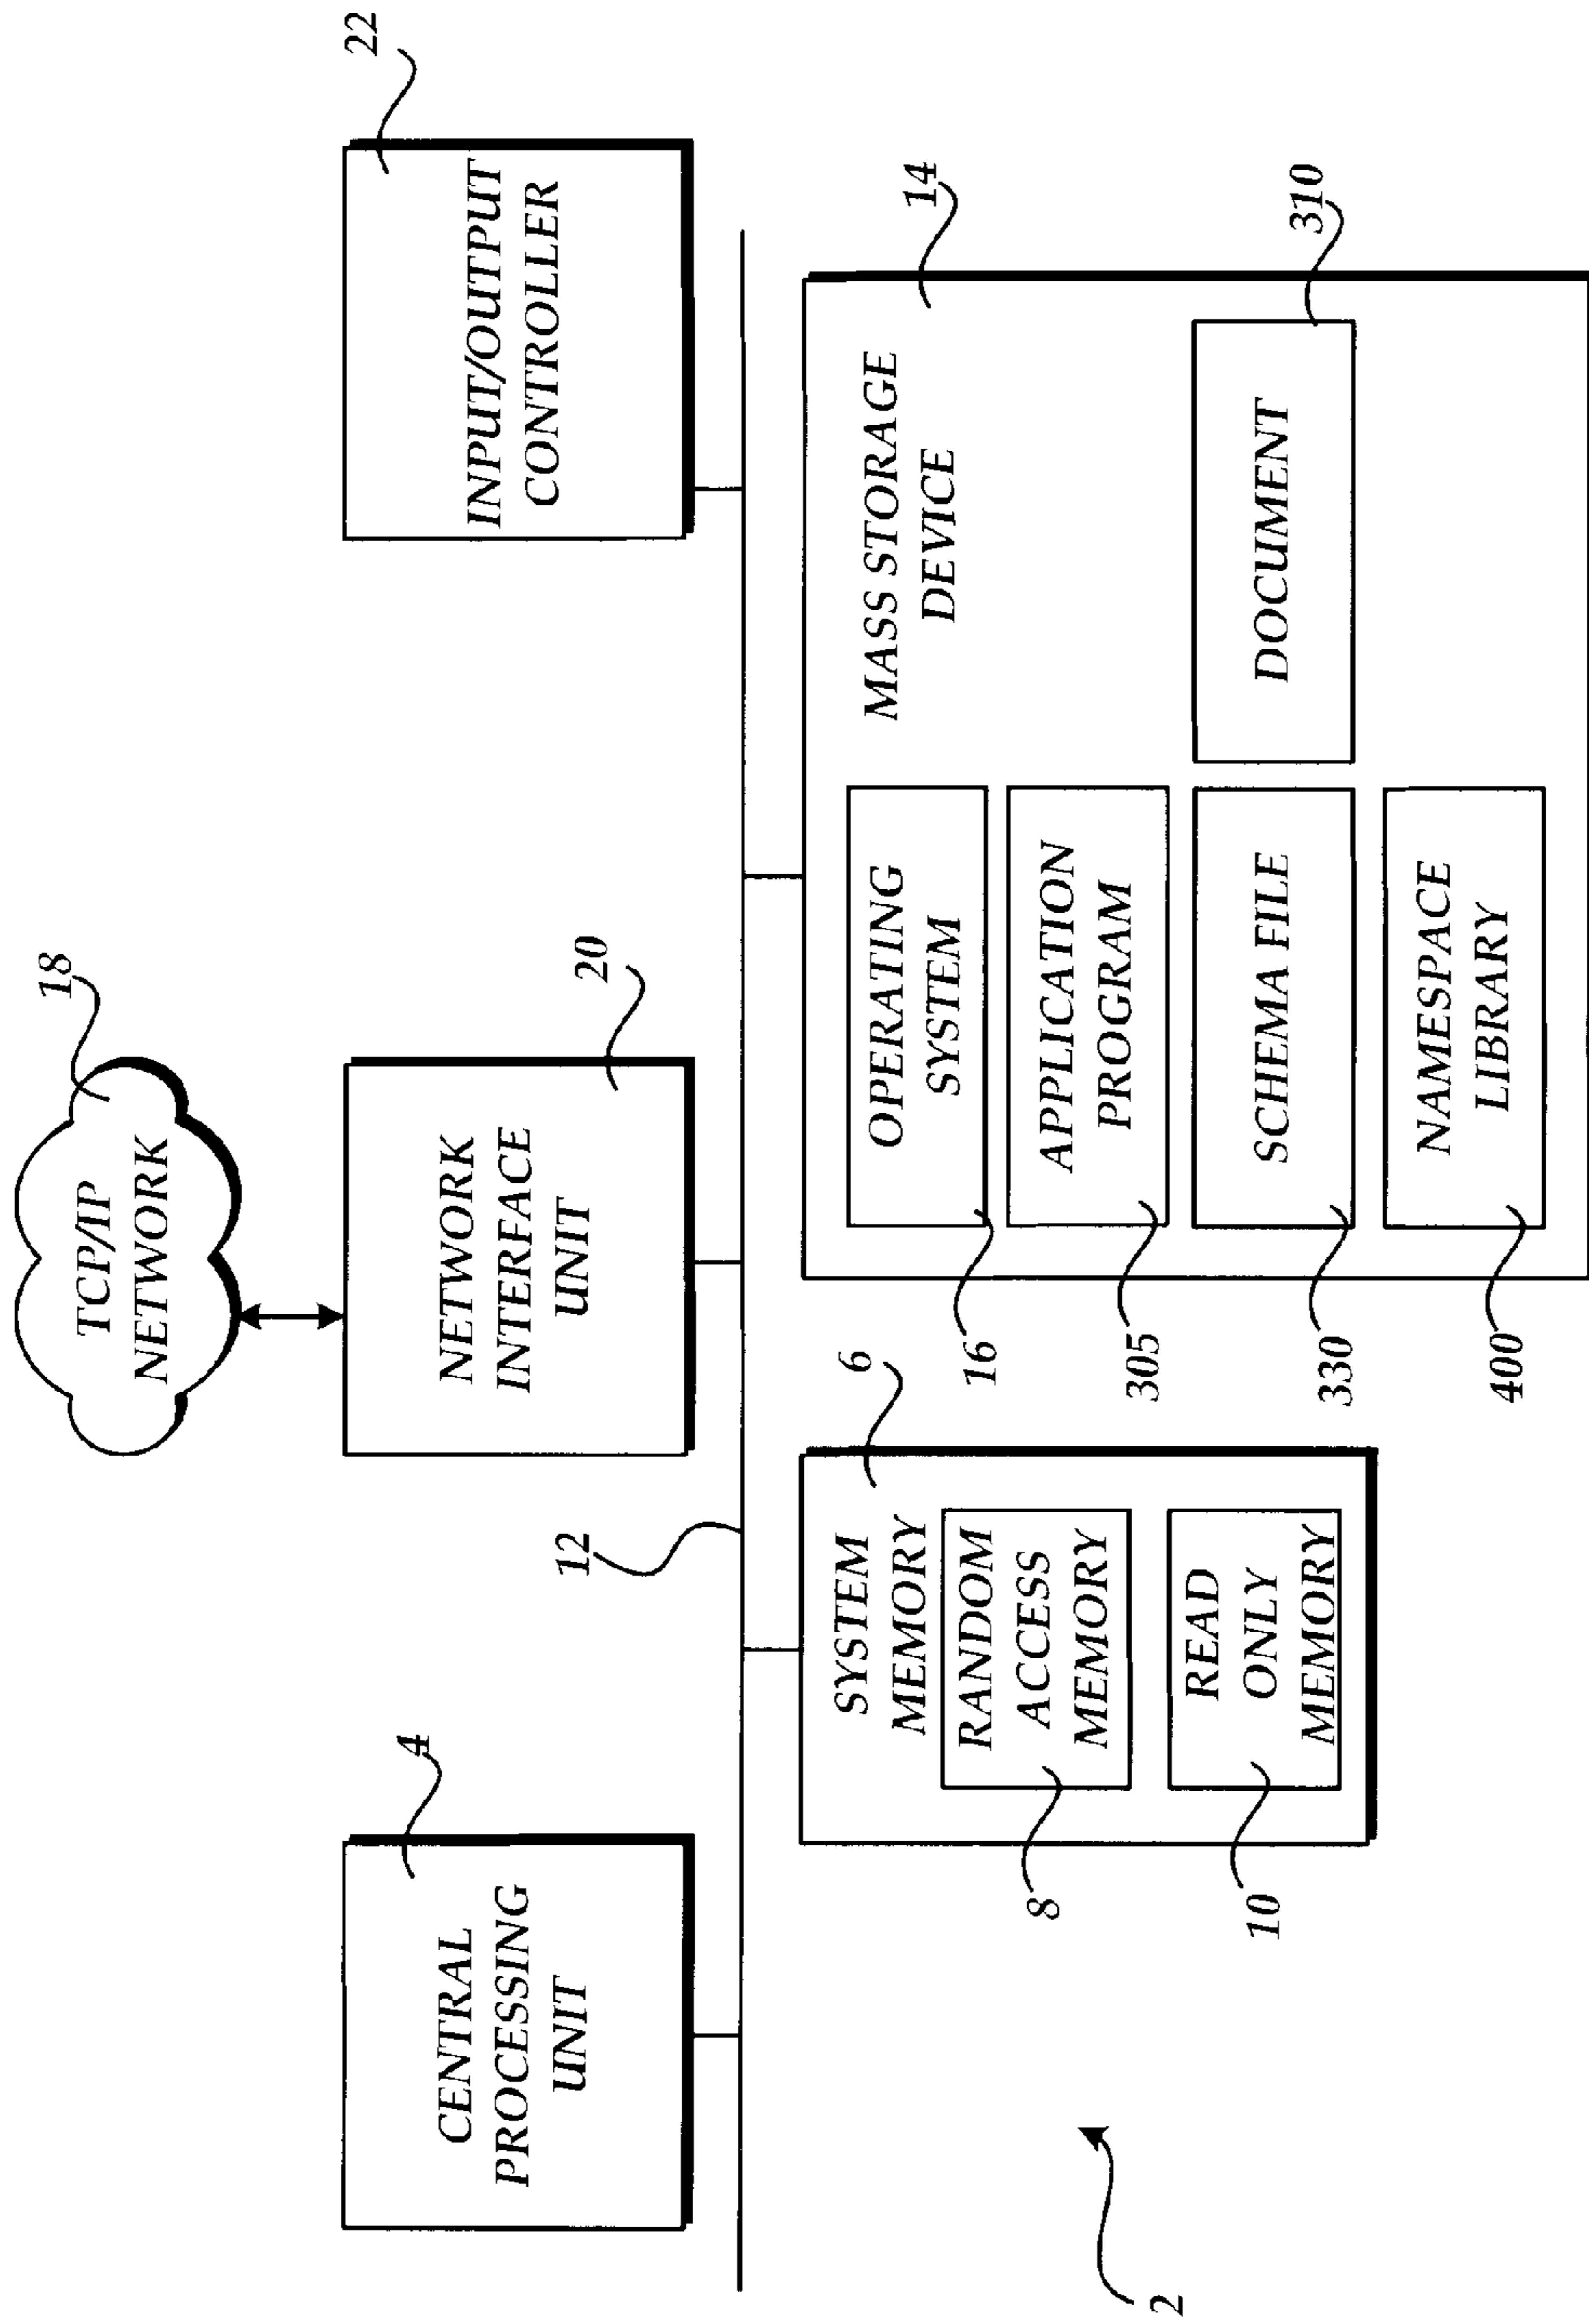 18
TCP/IP
NETWORK
4
CENTRAL
PROCESSING
UNIT
20
NETWORK
INTERFACE
UNIT
22
INPUT/OUTPUT
CONTROLLER
12
6
SYSTEM
MEMORY
RANDOM
ACCESS
MEMORY
8
READ
ONLY
MEMORY
10
14
MASS STORAGE
DEVICE
OPERATING
SYSTEM
16
APPLICATION
PROGRAM
305
SCHEMA FILE
330
DOCUMENT
310
NAMESPACE
LIBRARY
400
2